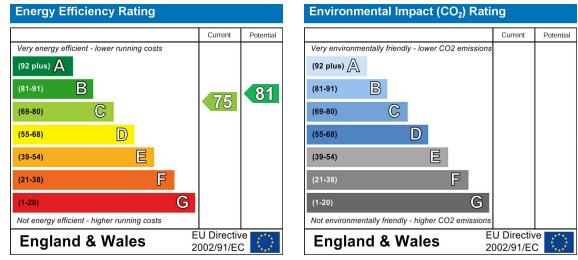 Energy Efficiency Rating
Current Potential
Very energy efficient - lower running costs
(92 plus) A
(81-91) B
(69-80) C
(55-68) D
(39-54) E
(21-38) F
(1-20) G
75
81
Not energy efficient - higher running costs
England & Wales
EU Directive
2002/91/EC
Environmental Impact (CO2) Rating
Current Potential
Very environmentally friendly - lower CO2 emissions
(92 plus) A
(81-91) B
(69-80) C
(55-68) D
(39-54) E
(21-38) F
(1-20) G
Not environmentally friendly - higher CO2 emissions
England & Wales
EU Directive
2002/91/EC